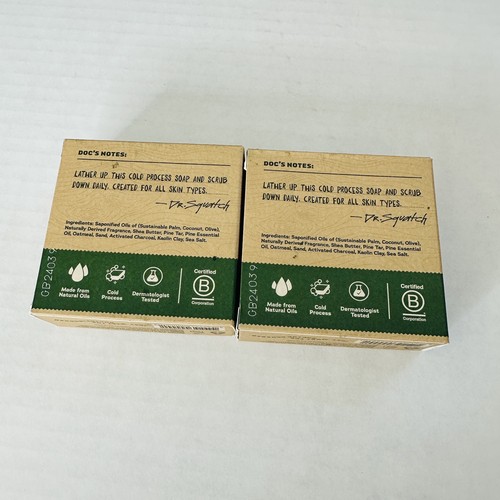 DOC'S NOTES:
LATHER UP THIS COLD PROCESS SOAP AND SCRUB
DOWN DAILY. CREATED FOR ALL SKIN TYPES.
—Dr. Squatch
Ingredients: Saponified Oils of (Sustainable Palm, Coconut, Olive),
Naturally Derived Fragrance, Shea Butter, Pine Tar, Pine Essential
Oil, Oatmeal, Sand, Activated Charcoal, Kaolin Clay, Sea Salt.
GB24039
Made from
Natural Oils
Cold
Process
Dermatologist
Tested
Certified
B
Corporation
DOC'S NOTES:
LATHER UP THIS COLD PROCESS SOAP AND SCRUB
DOWN DAILY. CREATED FOR ALL SKIN TYPES.
—Dr. Squatch
Ingredients: Saponified Oils of (Sustainable Palm, Coconut, Olive),
Naturally Derived Fragrance, Shea Butter, Pine Tar, Pine Essential
Oil, Oatmeal, Sand, Activated Charcoal, Kaolin Clay, Sea Salt.
GB24039
Made from
Natural Oils
Cold
Process
Dermatologist
Tested
Certified
B
Corporation